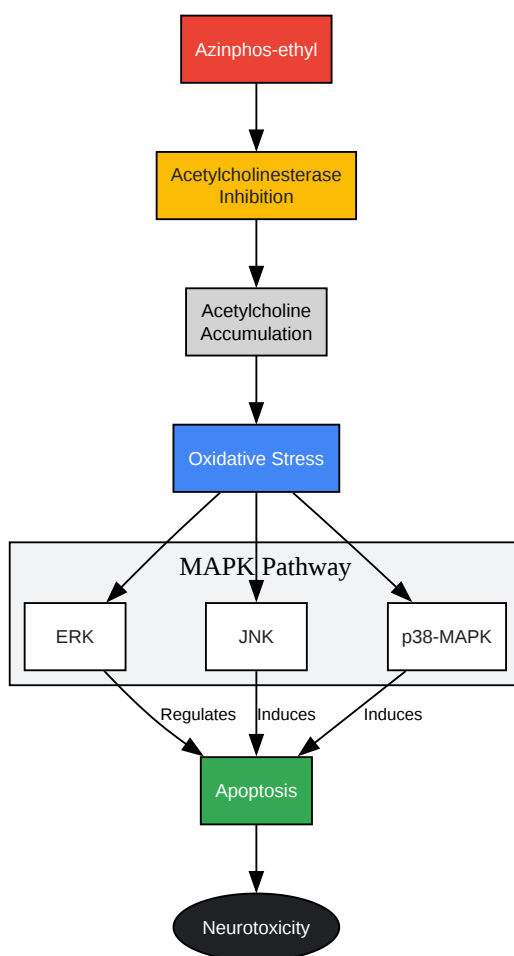 Azinphos-ethyl
Acetylcholinesterase
Inhibition
Acetylcholine
Accumulation
Oxidative Stress
MAPK Pathway
ERK
JNK
p38-MAPK
Regulates
Induces
Induces
Apoptosis
Neurotoxicity